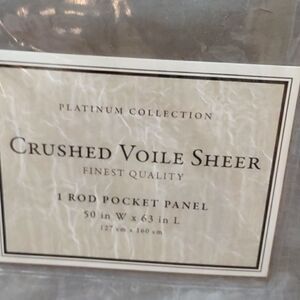 PLATINUM COLLECTION
CRUSHED VOILE SHEER
FINEST QUALITY
1 ROD POCKET PANEL
50 in W x 63 in L
127 cm x 160 cm